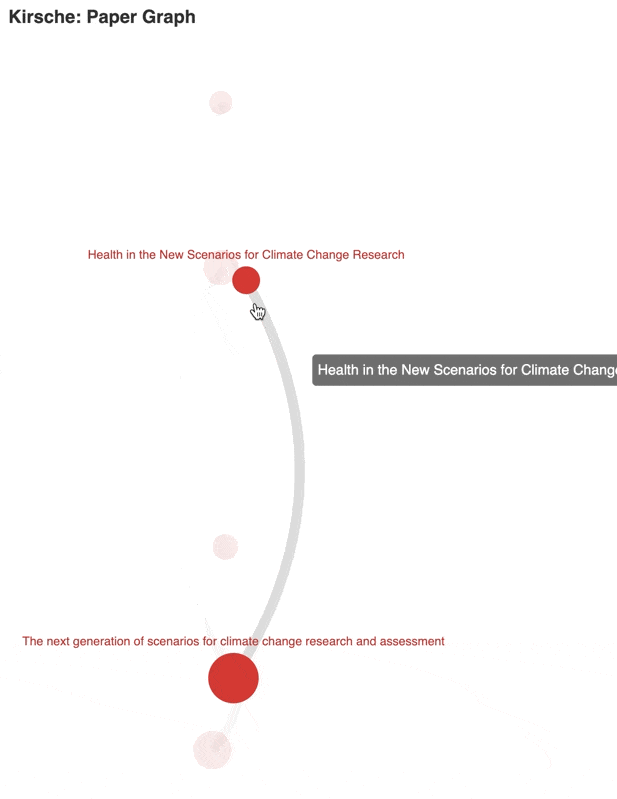 Kirsche: Paper Graph
Health in the New Scenarios for Climate Change Research
Health in the New Scenarios for Climate Chang
The next generation of scenarios for climate change research and assessment